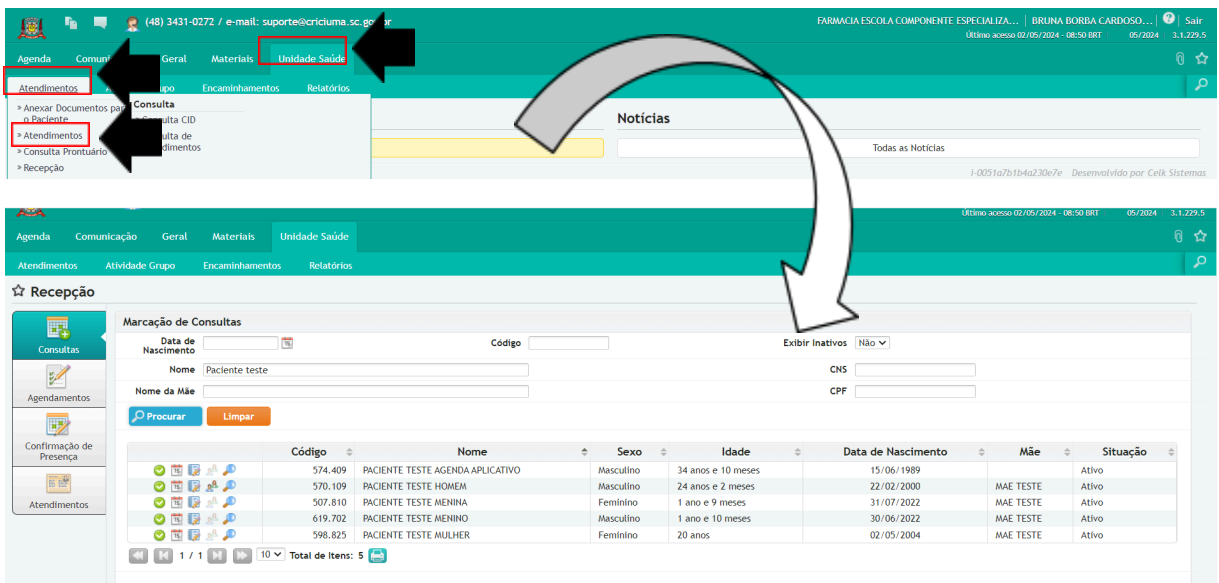 (48) 3431-0272 / e-mail: suporte@criciuma.sc.gov.br
FARMACIA ESCOLA COMPONENTE ESPECIALIZA... | BRUNA BORBA CARDOSO... | ? | Sair
Último acesso 02/05/2024 - 08:50 BRT 05/2024 3.1.229.5
Agenda Geral Materiais Unidade Saúde
Atendimentos Encaminhamentos Relatórios
» Anexar Documentos para o Paciente
» Atendimentos
» Consulta Prontuário
» Recepção
Consulta
Notícias
Todas as Notícias
i-0051a7b1b4a230e7e Desenvolvido por Celk Sistemas
Último acesso 02/05/2024 - 08:50 BRT 05/2024 3.1.229.5
Agenda Comunicação Geral Materiais Unidade Saúde
Atendimentos Atividade Grupo Encaminhamentos Relatórios
Recepção
Consultas
Agendamentos
Confirmação de Presença
Atendimentos
Marcação de Consultas
Data de Nascimento Código Exibir Inativos Não
Nome Paciente teste CNS
Nome da Mãe CPF
Procurar Limpar
Código Nome Sexo Idade Data de Nascimento Mãe Situação
574.409 PACIENTE TESTE AGENDA APLICATIVO Masculino 34 anos e 10 meses 15/06/1989 Ativo
570.109 PACIENTE TESTE HOMEM Masculino 24 anos e 2 meses 22/02/2000 MAE TESTE Ativo
507.810 PACIENTE TESTE MENINA Feminino 1 ano e 9 meses 31/07/2022 MAE TESTE Ativo
619.702 PACIENTE TESTE MENINO Masculino 1 ano e 10 meses 30/06/2022 MAE TESTE Ativo
598.825 PACIENTE TESTE MULHER Feminino 20 anos 02/05/2004 MAE TESTE Ativo
1 / 1 10 Total de Itens: 5